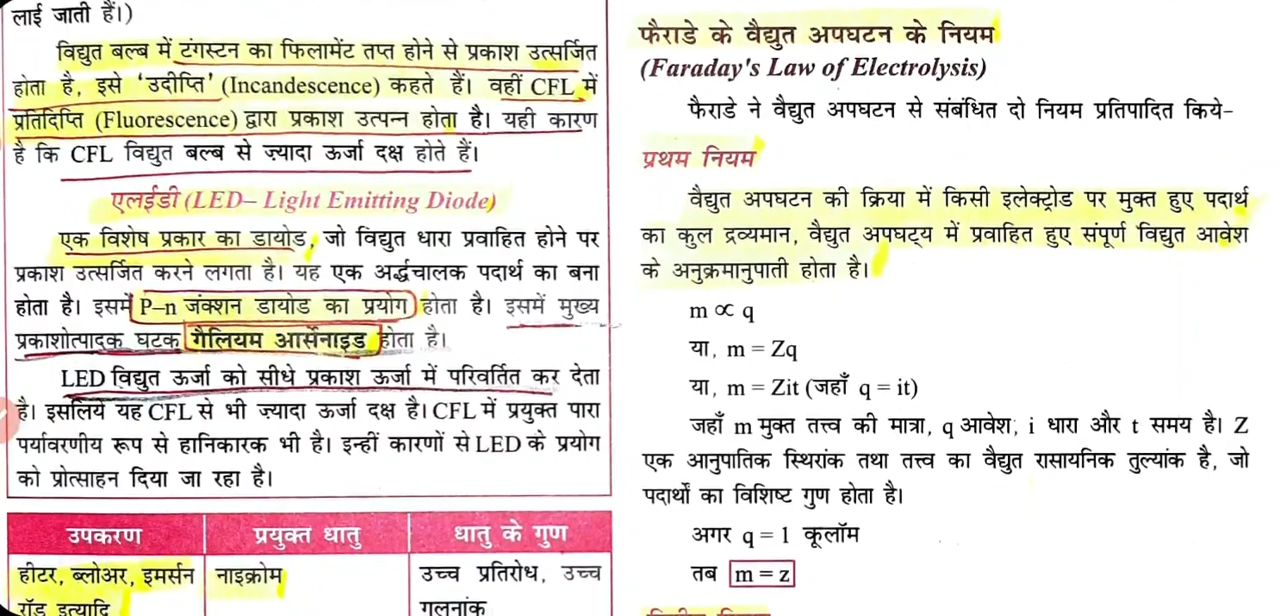 लाई जाती हैं।)
विद्युत बल्ब में टंगस्टन का फिलामेंट तप्त होने से प्रकाश उत्सर्जित
होता है, इसे 'उदीप्ति' (Incandescence) कहते हैं। वहीं CFL में
प्रतिदिप्ति (Fluorescence) द्वारा प्रकाश उत्पन्न होता है। यही कारण
है कि CFL विद्युत बल्ब से ज़्यादा ऊर्जा दक्ष होते हैं।
एलईडी (LED– Light Emitting Diode)
एक विशेष प्रकार का डायोड, जो विद्युत धारा प्रवाहित होने पर
प्रकाश उत्सर्जित करने लगता है। यह एक अर्द्धचालक पदार्थ का बना
होता है। इसमें P–n जंक्शन डायोड का प्रयोग होता है। इसमें मुख्य
प्रकाशोत्पादक घटक गैलियम आर्सेनाइड होता है।
LED विद्युत ऊर्जा को सीधे प्रकाश ऊर्जा में परिवर्तित कर देता
है। इसलिये यह CFL से भी ज़्यादा ऊर्जा दक्ष है। CFL में प्रयुक्त पारा
पर्यावरणीय रूप से हानिकारक भी है। इन्हीं कारणों से LED के प्रयोग
को प्रोत्साहन दिया जा रहा है।
उपकरण प्रयुक्त धातु धातु के गुण
हीटर, ब्लोअर, इमर्सन नाइक्रोम उच्च प्रतिरोध, उच्च
रॉड इत्यादि गलनांक
फैराडे के वैद्युत अपघटन के नियम
(Faraday's Law of Electrolysis)
फैराडे ने वैद्युत अपघटन से संबंधित दो नियम प्रतिपादित किये–
प्रथम नियम
वैद्युत अपघटन की क्रिया में किसी इलेक्ट्रोड पर मुक्त हुए पदार्थ
का कुल द्रव्यमान, वैद्युत अपघट्य में प्रवाहित हुए संपूर्ण विद्युत आवेश
के अनुक्रमानुपाती होता है।
m ∝ q
या, m = Zq
या, m = Zit (जहाँ q = it)
जहाँ m मुक्त तत्त्व की मात्रा, q आवेश, i धारा और t समय है। Z
एक आनुपातिक स्थिरांक तथा तत्त्व का वैद्युत रासायनिक तुल्यांक है, जो
पदार्थों का विशिष्ट गुण होता है।
अगर q = 1 कूलॉम
तब m = z